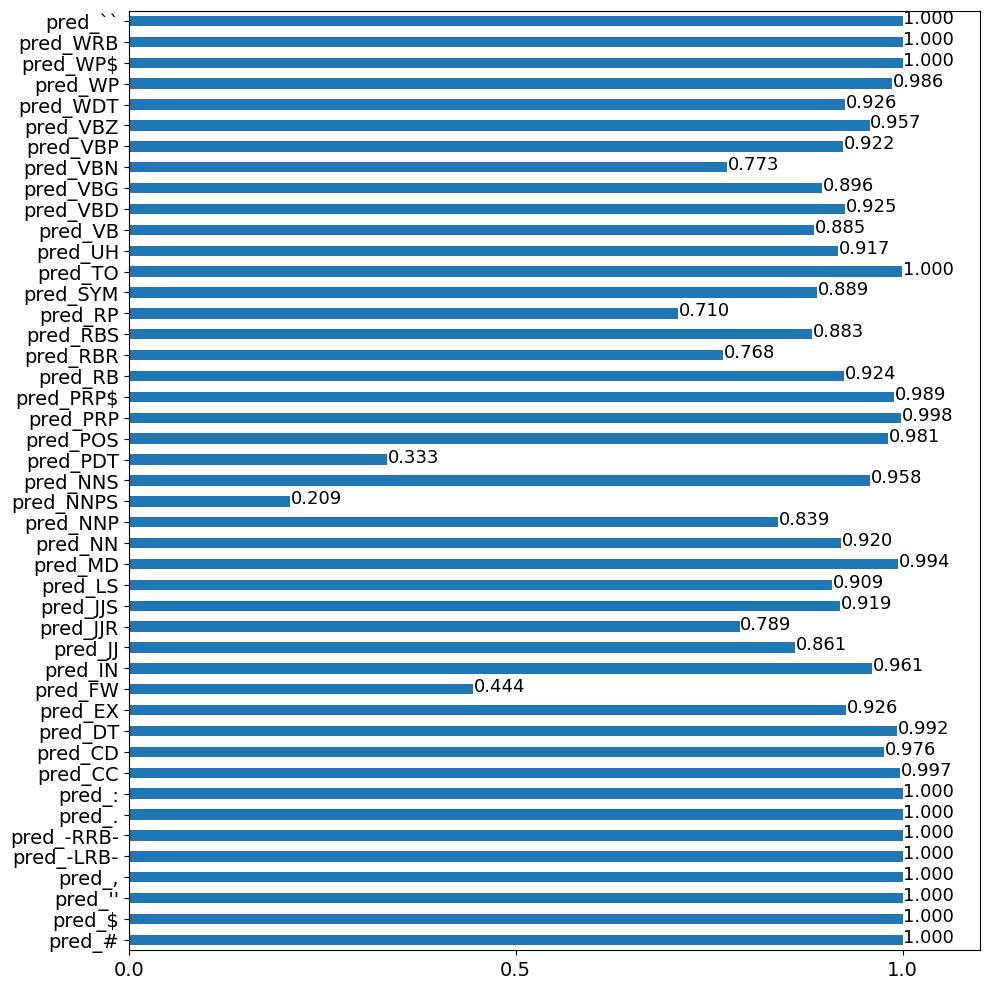 pred_`` 1.000
pred_WRB 1.000
pred_WP$ 1.000
pred_WP 0.986
pred_WDT 0.926
pred_VBZ 0.957
pred_VBP 0.922
pred_VBN 0.773
pred_VBG 0.896
pred_VBD 0.925
pred_VB 0.885
pred_UH 0.917
pred_TO 1.000
pred_SYM 0.889
pred_RP 0.710
pred_RBS 0.883
pred_RBR 0.768
pred_RB 0.924
pred_PRP$ 0.989
pred_PRP 0.998
pred_POS 0.981
pred_PDT 0.333
pred_NNS 0.958
pred_NNPS 0.209
pred_NNP 0.839
pred_NN 0.920
pred_MD 0.994
pred_LS 0.909
pred_JJS 0.919
pred_JJR 0.789
pred_JJ 0.861
pred_IN 0.961
pred_FW 0.444
pred_EX 0.926
pred_DT 0.992
pred_CD 0.976
pred_CC 0.997
pred_: 1.000
pred_. 1.000
pred_-RRB- 1.000
pred_-LRB- 1.000
pred_, 1.000
pred_'' 1.000
pred_$ 1.000
pred_# 1.000
0.0 0.5 1.0